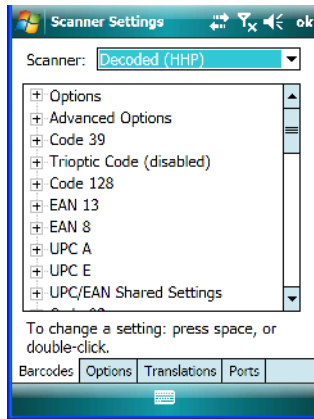 Scanner Settings ok
Scanner: Decoded (HHP)
Options
Advanced Options
Code 39
Trioptic Code (disabled)
Code 128
EAN 13
EAN 8
UPC A
UPC E
UPC/EAN Shared Settings
To change a setting: press space, or
double-click.
Barcodes Options Translations Ports